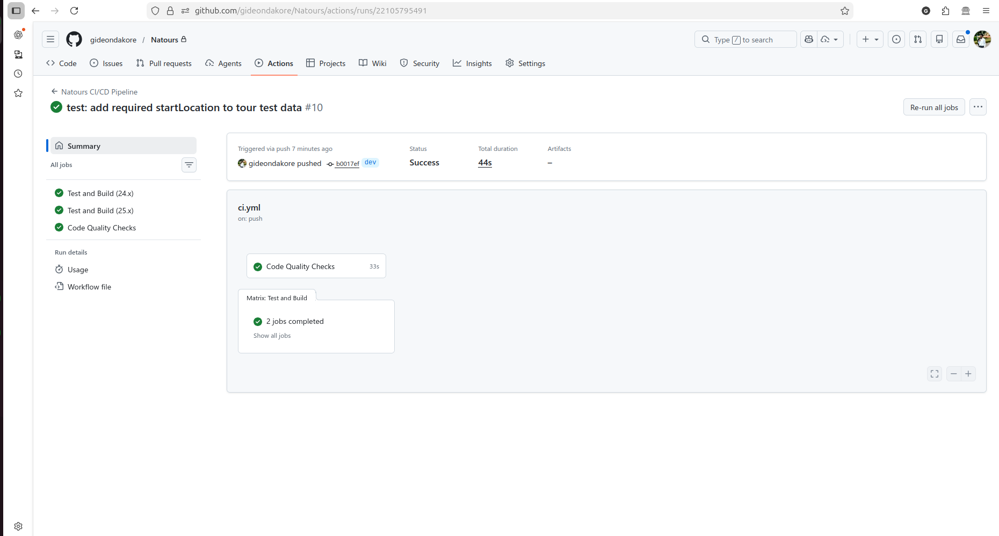 github.com/gideondakore/Natours/actions/runs/22105795491
gideondakore / Natours
Type / to search
Code Issues Pull requests Agents Actions Projects Wiki Security Insights Settings
Natours CI/CD Pipeline
test: add required startLocation to tour test data #10
Re-run all jobs
Summary
All jobs
Test and Build (24.x)
Test and Build (25.x)
Code Quality Checks
Run details
Usage
Workflow file
Triggered via push 7 minutes ago
gideondakore pushed b0017ef dev
Status
Success
Total duration
44s
Artifacts
–
ci.yml
on: push
Code Quality Checks 33s
Matrix: Test and Build
2 jobs completed
Show all jobs